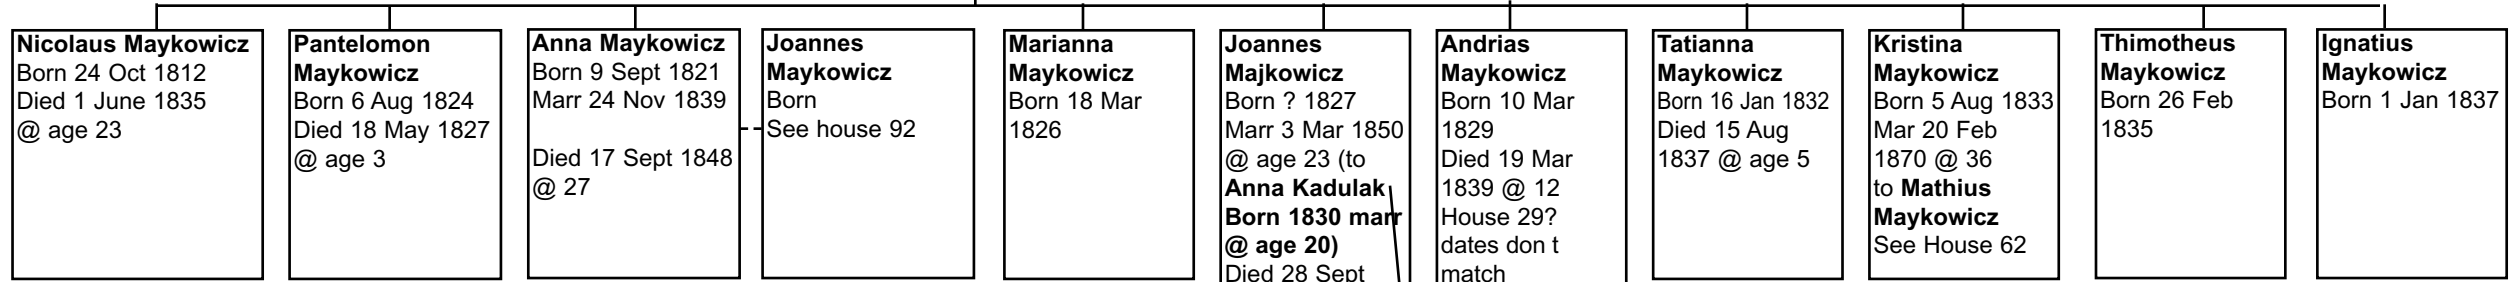 Nicolaus Maykowicz
Born 24 Oct 1812
Died 1 June 1835
@ age 23
Pantelomon
Maykowicz
Born 6 Aug 1824
Died 18 May 1827
@ age 3
Anna Maykowicz
Born 9 Sept 1821
Marr 24 Nov 1839
Died 17 Sept 1848
@ 27
Joannes
Maykowicz
Born
See house 92
Marianna
Maykowicz
Born 18 Mar
1826
Joannes
Majkowicz
Born ? 1827
Marr 3 Mar 1850
@ age 23 (to
Anna Kadulak
Born 1830 marr
@ age 20)
Died 28 Sept
Andrias
Maykowicz
Born 10 Mar
1829
Died 19 Mar
1839 @ 12
House 29?
dates don t
match
Tatianna
Maykowicz
Born 16 Jan 1832
Died 15 Aug
1837 @ age 5
Kristina
Maykowicz
Born 5 Aug 1833
Mar 20 Feb
1870 @ 36
to Mathius
Maykowicz
See House 62
Thimotheus
Maykowicz
Born 26 Feb
1835
Ignatius
Maykowicz
Born 1 Jan 1837